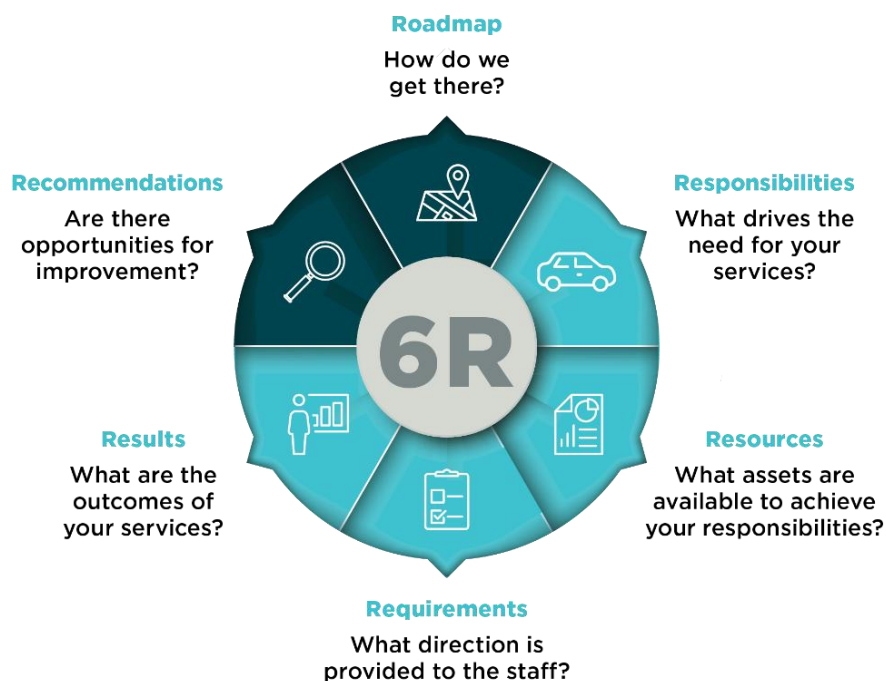 Roadmap
How do we
get there?
Responsibilities
What drives the
need for your
services?
Resources
What assets are
available to achieve
your responsibilities?
Requirements
What direction is
provided to the staff?
Results
What are the
outcomes of
your services?
Recommendations
Are there
opportunities for
improvement?
6R